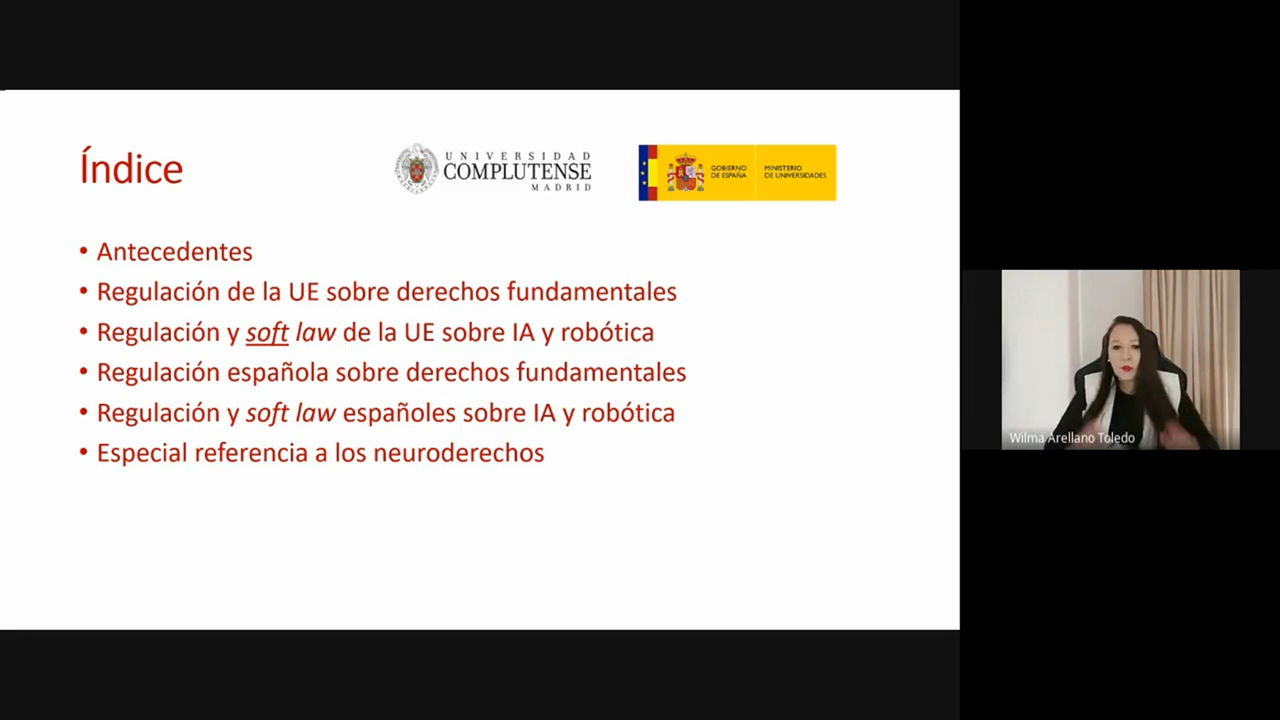 Índice
UNIVERSIDAD
COMPLUTENSE
MADRID
GOBIERNO
DE ESPAÑA
MINISTERIO
DE UNIVERSIDADES
• Antecedentes
• Regulación de la UE sobre derechos fundamentales
• Regulación y soft law de la UE sobre IA y robótica
• Regulación española sobre derechos fundamentales
• Regulación y soft law españoles sobre IA y robótica
• Especial referencia a los neuroderechos
Wilma Arellano Toledo